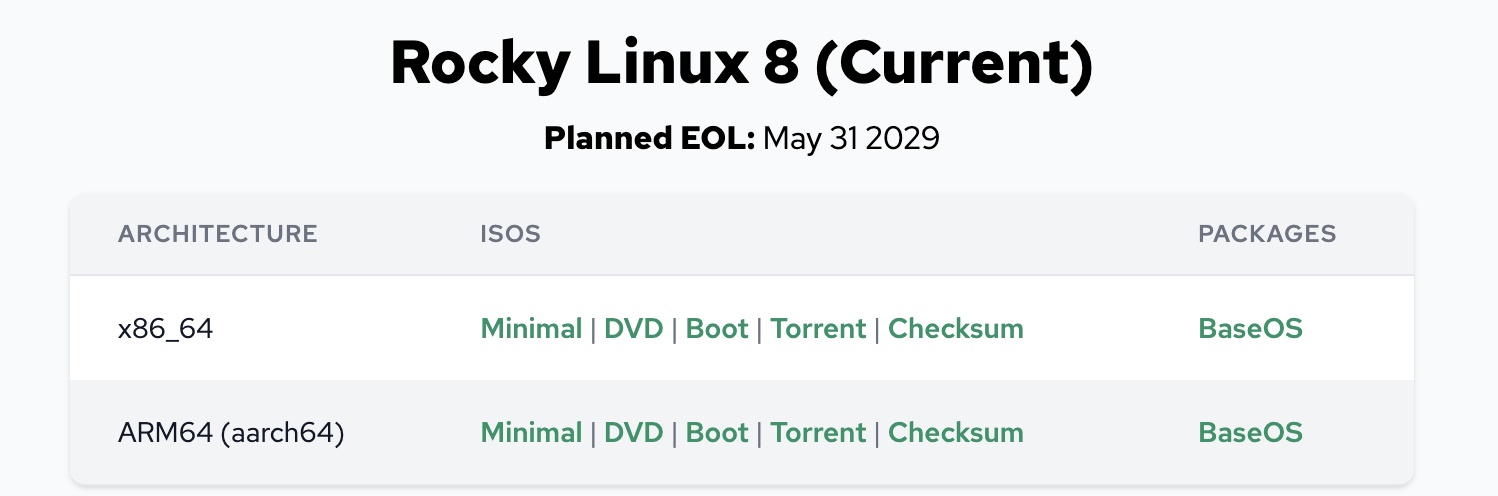 Rocky Linux 8 (Current)
Planned EOL: May 31 2029
ARCHITECTURE ISOS PACKAGES
x86_64 Minimal | DVD | Boot | Torrent | Checksum BaseOS
ARM64 (aarch64) Minimal | DVD | Boot | Torrent | Checksum BaseOS